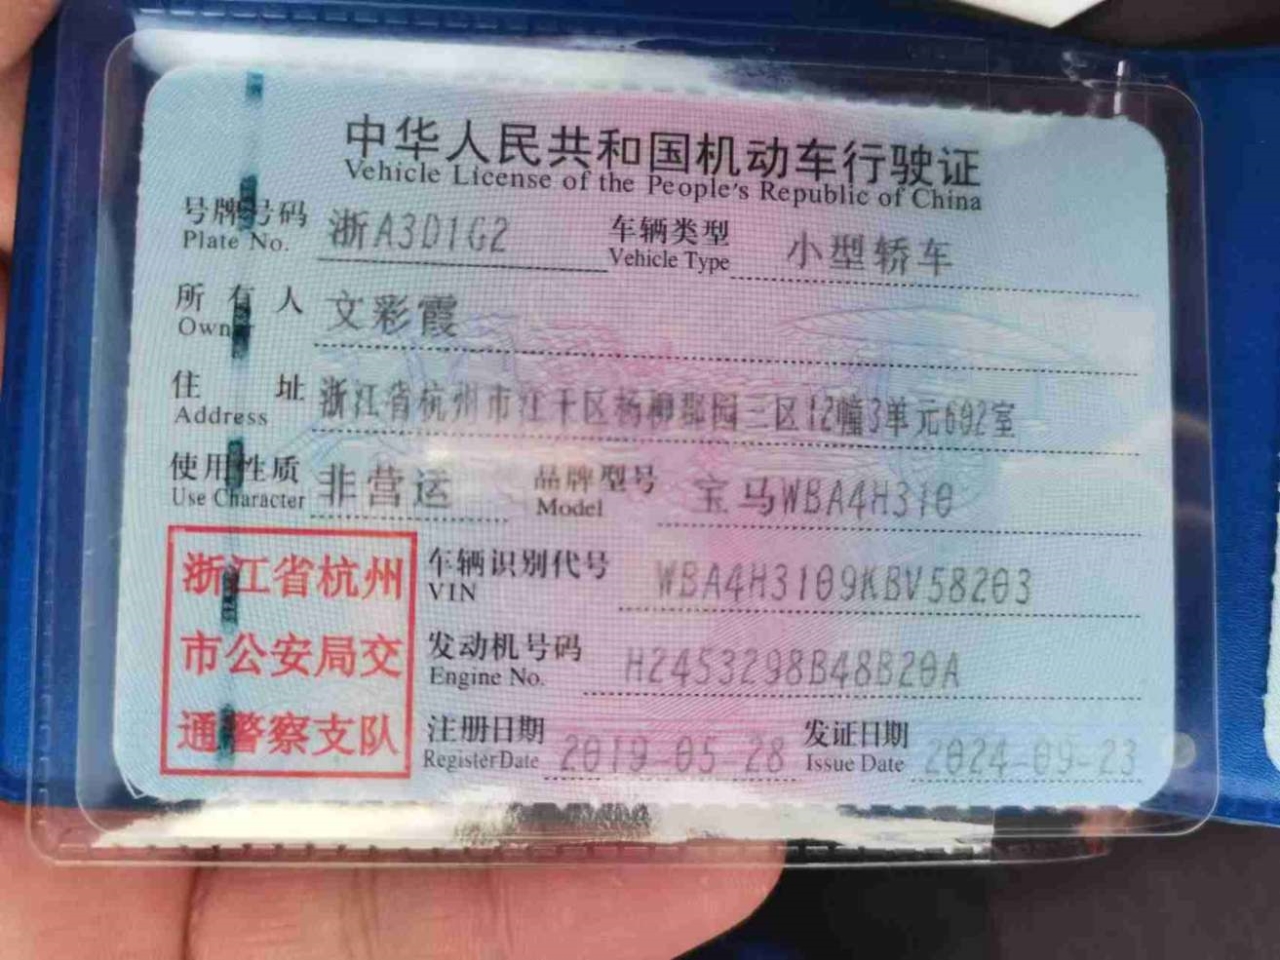 中华人民共和国机动车行驶证
Vehicle License of the People's Republic of China
号牌号码 浙A3D1G2 车辆类型 小型轿车
Plate No. Vehicle Type
所有人 文彩霞
Owner
住址 浙江省杭州市江干区杨柳郡园三区12幢3单元602室
Address
使用性质 非营运 品牌型号 宝马WBA4H310
Use Character Model
浙江省杭州
市公安局交
通警察支队
车辆识别代号 WBA4H3109KBV58203
VIN
发动机号码 H2453298B48B20A
Engine No.
注册日期 2019-05-28 发证日期 2024-09-23
Register Date Issue Date